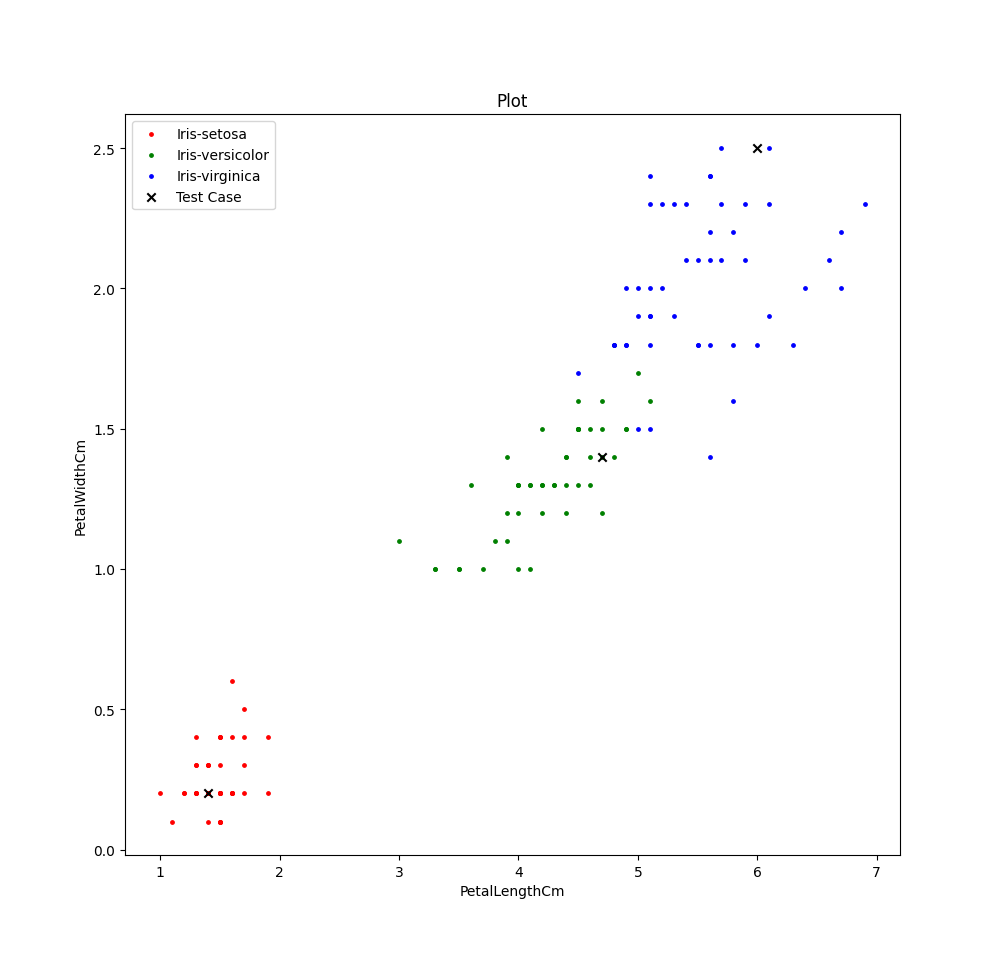 Plot
Iris-setosa
Iris-versicolor
Iris-virginica
Test Case
PetalWidthCm
2.5
2.0
1.5
1.0
0.5
0.0
1 2 3 4 5 6 7
PetalLengthCm